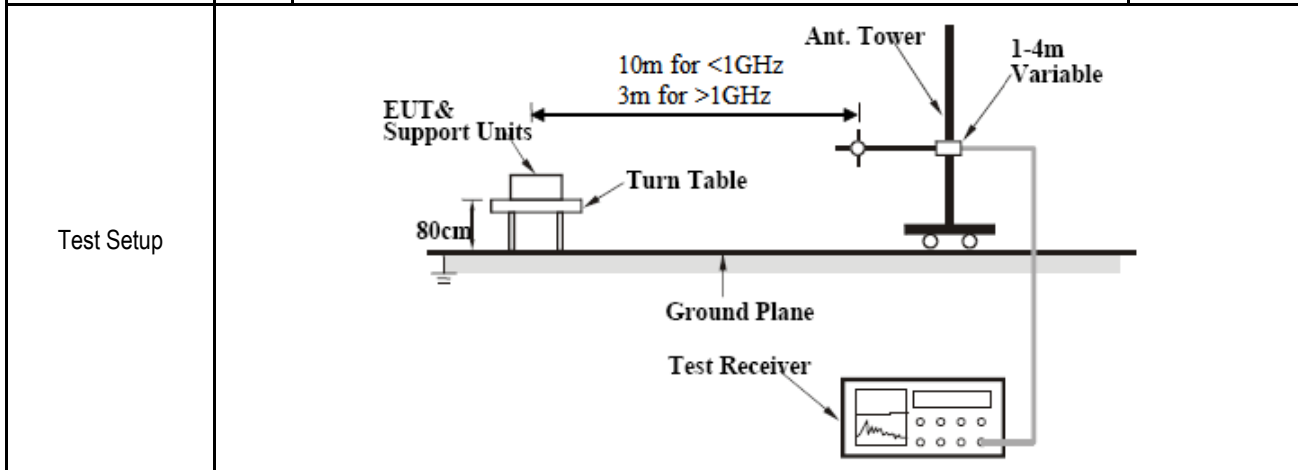 Test Setup
Ant. Tower
1-4m
Variable
10m for <1GHz
3m for >1GHz
EUT&
Support Units
Turn Table
80cm
Ground Plane
Test Receiver